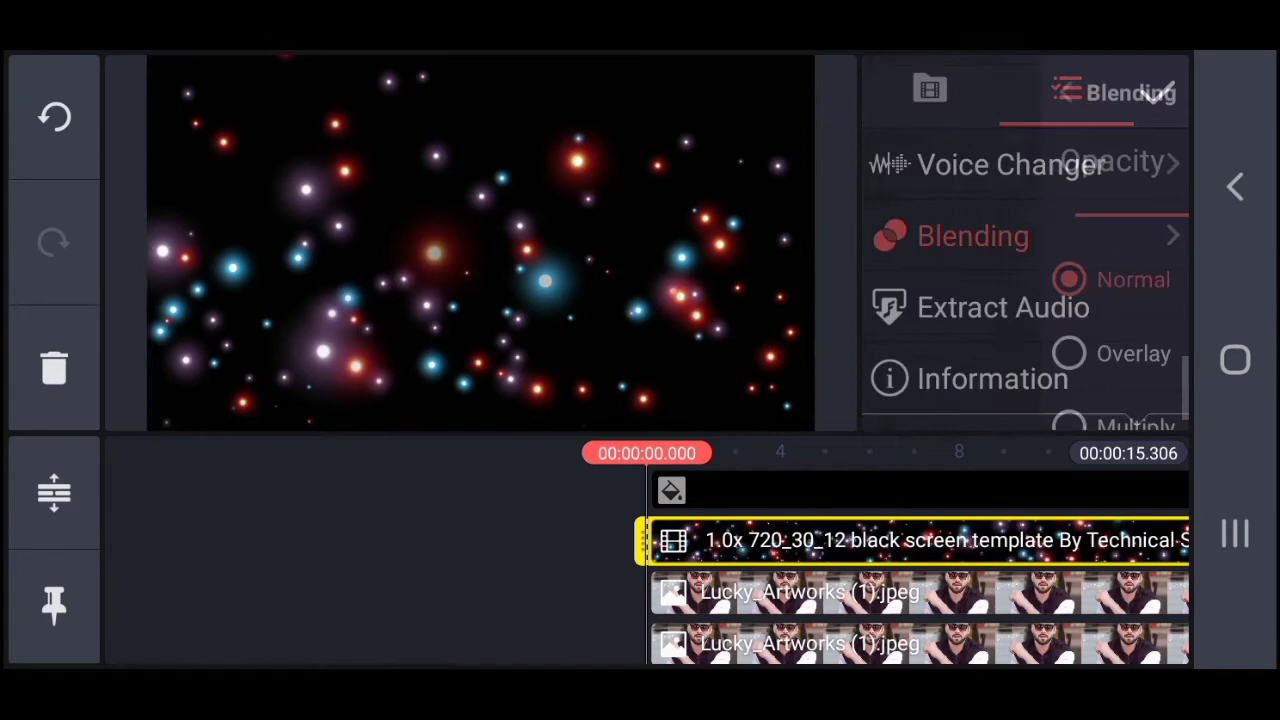 Blending
Opacity
Voice Changer
Blending
Normal
Extract Audio
Overlay
Information
Multiply
00:00:00.000
4
8
00:00:15.306
1.0x 720_30_12 black screen template By Technical S
Lucky_Artworks (1).jpeg
Lucky_Artworks (1).jpeg